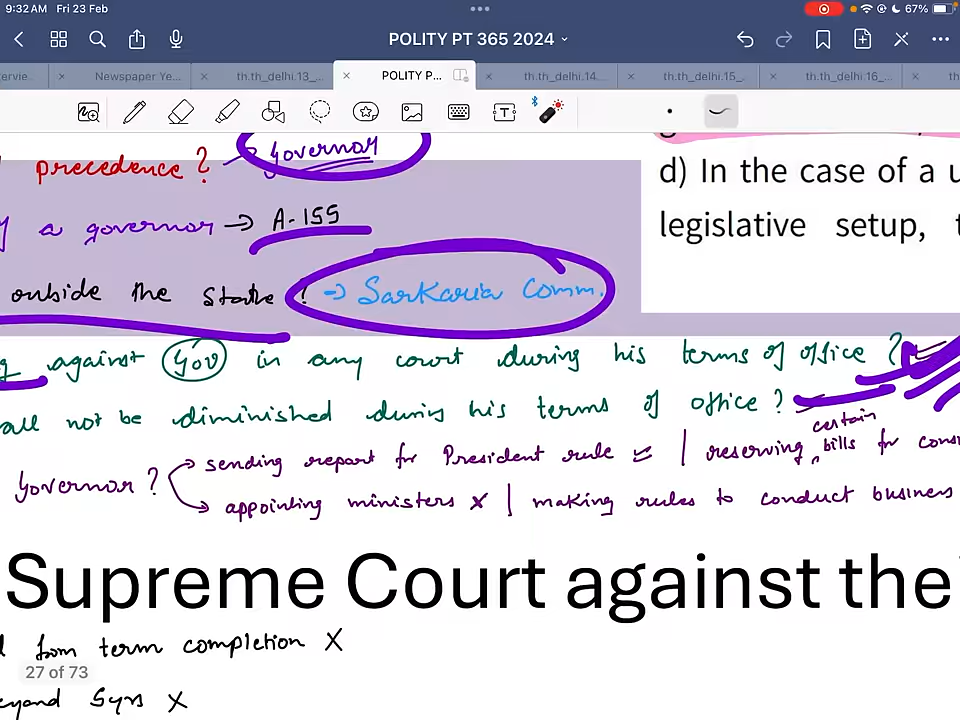 9:32 AM Fri 23 Feb
67%
POLITY PT 365 2024
ervie... Newspaper Ye... th.th_delhi.13_... POLITY P... th.th_delhi.14... th.th_delhi.15_ th.th_delhi.16_... th
precedence? → Governor
d) In the case of a u
legislative setup, t
a governor → A-155
outside the State? → Sarkaria Comm.
g against Gov in any court during his terms of office?
all not be diminished during his terms of office?
certain
Governor? → sending report for President rule | reserving bills for cons
→ appointing ministers X | making rules to conduct business
Supreme Court against the
from term completion X
27 of 73
eyond 5yrs X